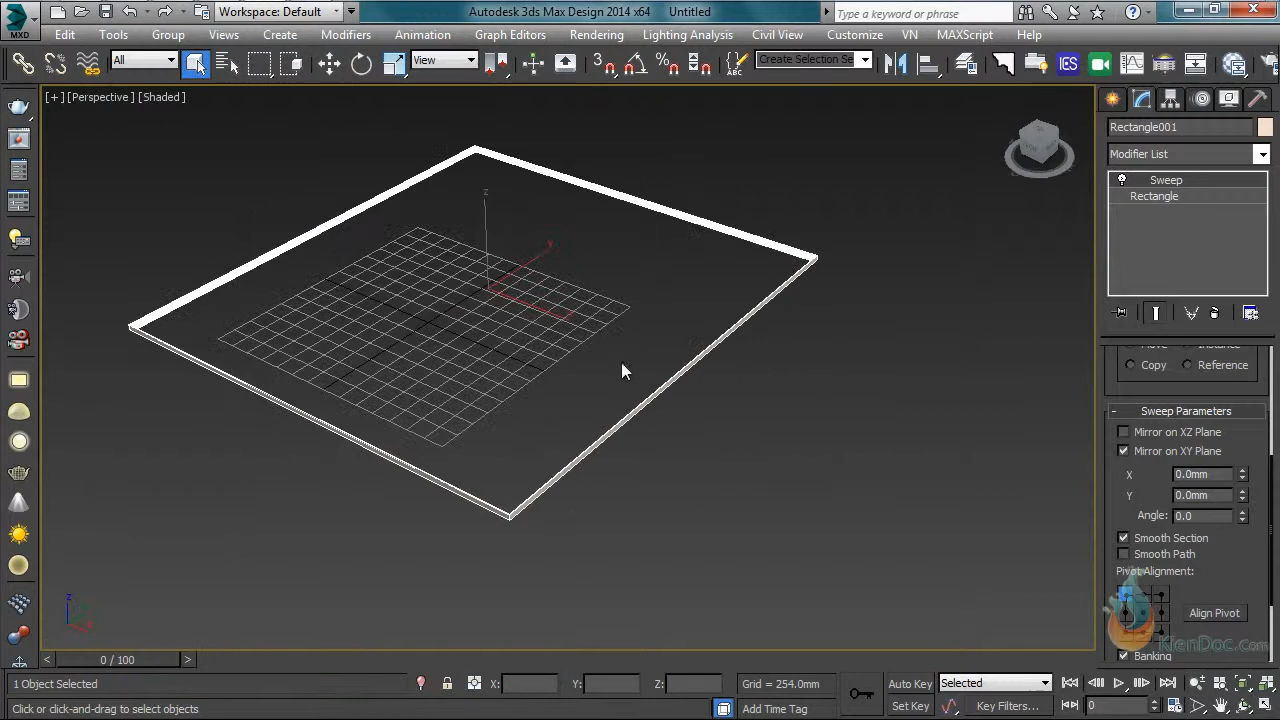 MXD
Workspace: Default
Autodesk 3ds Max Design 2014 x64
Untitled
Type a keyword or phrase
Edit
Tools
Group
Views
Create
Modifiers
Animation
Graph Editors
Rendering
Lighting Analysis
Civil View
Customize
VN
MAXScript
Help
All
View
3
Create Selection Se
IES
[+] [Perspective] [Shaded]
Rectangle001
Modifier List
Sweep
Rectangle
z
Copy
Reference
- Sweep Parameters
Mirror on XZ Plane
Mirror on XY Plane
X 0.0mm
Y 0.0mm
Angle: 0.0
Smooth Section
Smooth Path
Pivot Alignment:
Align Pivot
KienDoc.com
Banking
z
< 0 / 100 >
1 Object Selected
X:
Y:
Z:
Grid = 254.0mm
Auto Key
Selected
Click or click-and-drag to select objects
Add Time Tag
Set Key
Key Filters...
0